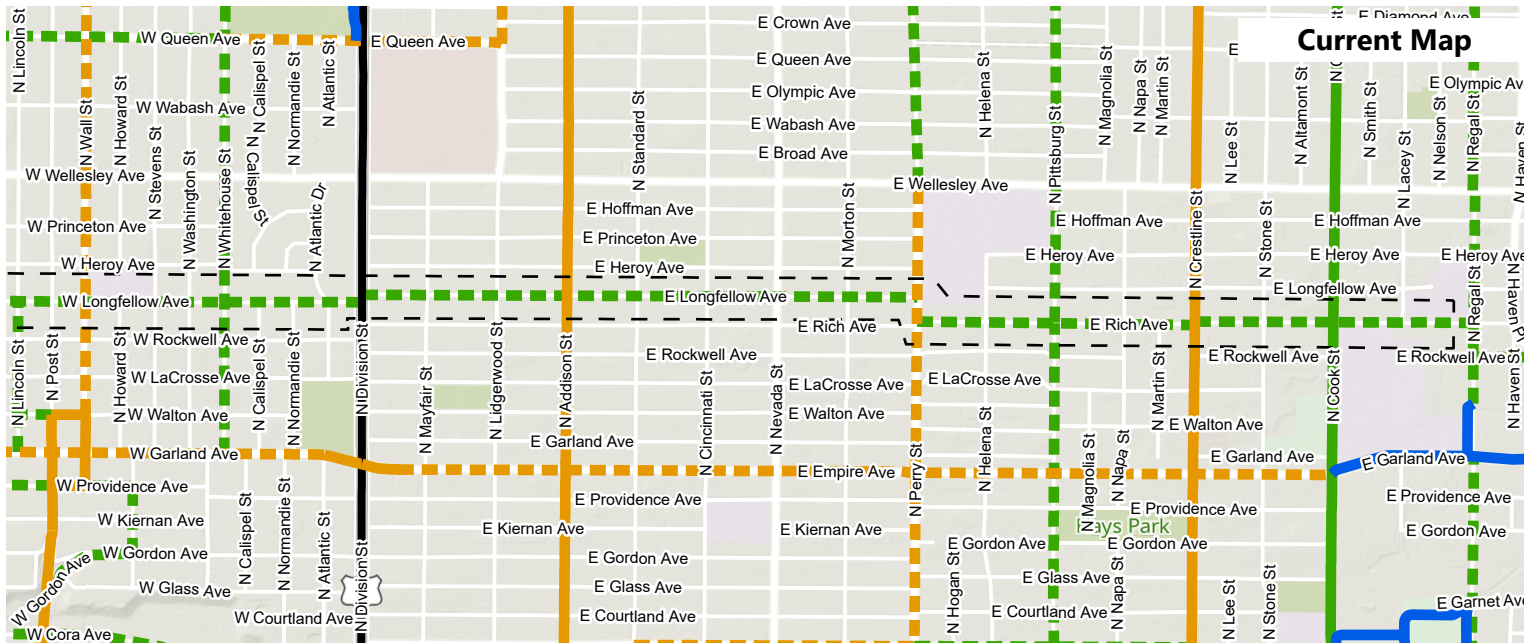 Current Map
N Lincoln St
W Queen Ave
E Queen Ave
E Crown Ave
E Diamond Ave
E Queen Ave
E Olympic Ave
E Wabash Ave
E Broad Ave
E Olympic Av
N Wall St
N Howard St
W Wabash Ave
N Calispel St
N Normandie St
N Atlantic St
N Standard St
N Helena St
N Pittsburg St
N Magnolia St
N Napa St
N Martin St
N Lee St
N Altamont St
N Smith St
N Lacey St
N Nelson St
N Regal St
N Haven St
W Wellesley Ave
N Stevens St
N Washington St
N Whitehouse St
N Calispel St
N Atlantic Dr
E Wellesley Ave
W Princeton Ave
W Heroy Ave
E Hoffman Ave
E Princeton Ave
E Heroy Ave
N Morton St
E Hoffman Ave
E Heroy Ave
N Crestline St
N Stone St
E Hoffman Ave
E Heroy Ave
E Heroy Ave
W Longfellow Ave
E Longfellow Ave
E Longfellow Ave
N Regal St
N Haven Pl
E Rich Ave
E Rich Ave
N Lincoln St
N Post St
N Howard St
W Rockwell Ave
N Calispel St
N Normandie St
N Division St
E Rockwell Ave
E Rockwell Ave
E Rockwell Ave
W LaCrosse Ave
N Mayfair St
N Lidgerwood St
N Addison St
N Cincinnati St
N Nevada St
E LaCrosse Ave
E LaCrosse Ave
N Martin St
N Cook St
N Haven St
W Walton Ave
E Walton Ave
E Walton Ave
W Garland Ave
E Garland Ave
E Garland Ave
E Garland Ave
E Empire Ave
N Perry St
N Helena St
N Magnolia St
N Napa St
W Providence Ave
E Providence Ave
E Providence Ave
E Providence Ave
W Kiernan Ave
N Calispel St
N Normandie St
N Atlantic St
E Kiernan Ave
E Kiernan Ave
Hays Park
E Gordon Ave
W Gordon Ave
W Gordon Ave
E Gordon Ave
E Gordon Ave
E Gordon Ave
W Glass Ave
N Division St
E Glass Ave
N Hogan St
E Glass Ave
N Napa St
N Lee St
N Stone St
E Garnet Ave
W Courtland Ave
E Courtland Ave
E Courtland Ave
W Cora Ave